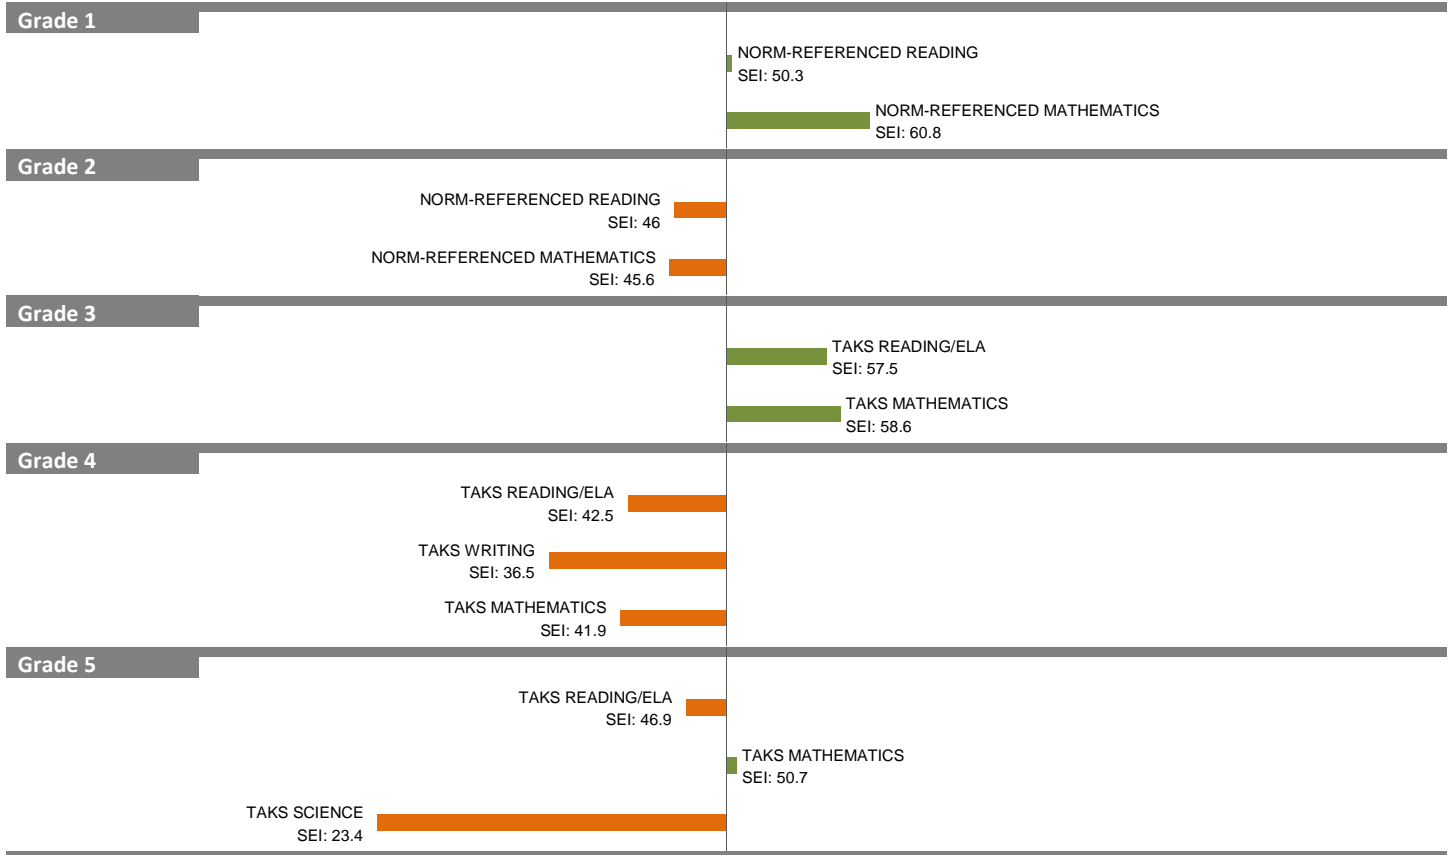 Grade 1
NORM-REFERENCED READING
SEI: 50.3
NORM-REFERENCED MATHEMATICS
SEI: 60.8
Grade 2
NORM-REFERENCED READING
SEI: 46
NORM-REFERENCED MATHEMATICS
SEI: 45.6
Grade 3
TAKS READING/ELA
SEI: 57.5
TAKS MATHEMATICS
SEI: 58.6
Grade 4
TAKS READING/ELA
SEI: 42.5
TAKS WRITING
SEI: 36.5
TAKS MATHEMATICS
SEI: 41.9
Grade 5
TAKS READING/ELA
SEI: 46.9
TAKS MATHEMATICS
SEI: 50.7
TAKS SCIENCE
SEI: 23.4